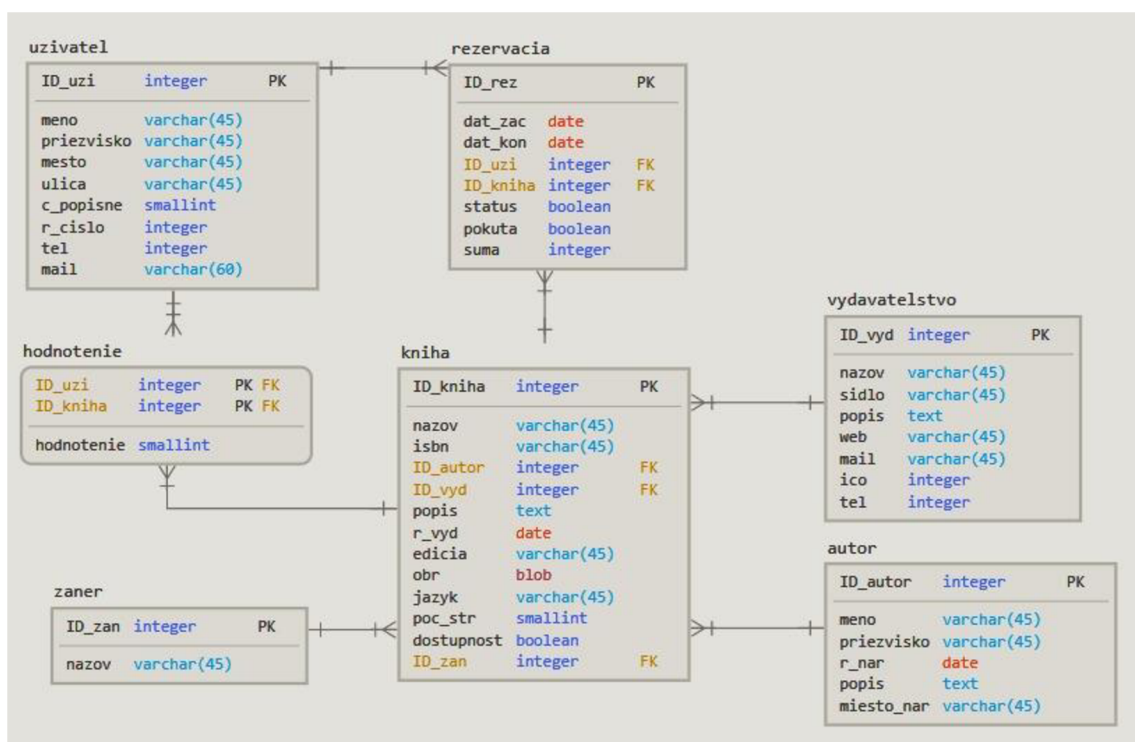 uzivatel
ID_uzi integer PK
meno varchar(45)
priezvisko varchar(45)
mesto varchar(45)
ulica varchar(45)
c_popisne smallint
r_cislo integer
tel integer
mail varchar(60)
rezervacia
ID_rez PK
dat_zac date
dat_kon date
ID_uzi integer FK
ID_kniha integer FK
status boolean
pokuta boolean
suma integer
hodnotenie
ID_uzi integer PK FK
ID_kniha integer PK FK
hodnotenie smallint
kniha
ID_kniha integer PK
nazov varchar(45)
isbn varchar(45)
ID_autor integer FK
ID_vyd integer FK
popis text
r_vyd date
edicia varchar(45)
obr blob
jazyk varchar(45)
poc_str smallint
dostupnost boolean
ID_zan integer FK
vydavatelstvo
ID_vyd integer PK
nazov varchar(45)
sidlo varchar(45)
popis text
web varchar(45)
mail varchar(45)
ico integer
tel integer
zaner
ID_zan integer PK
nazov varchar(45)
autor
ID_autor integer PK
meno varchar(45)
priezvisko varchar(45)
r_nar date
popis text
miesto_nar varchar(45)